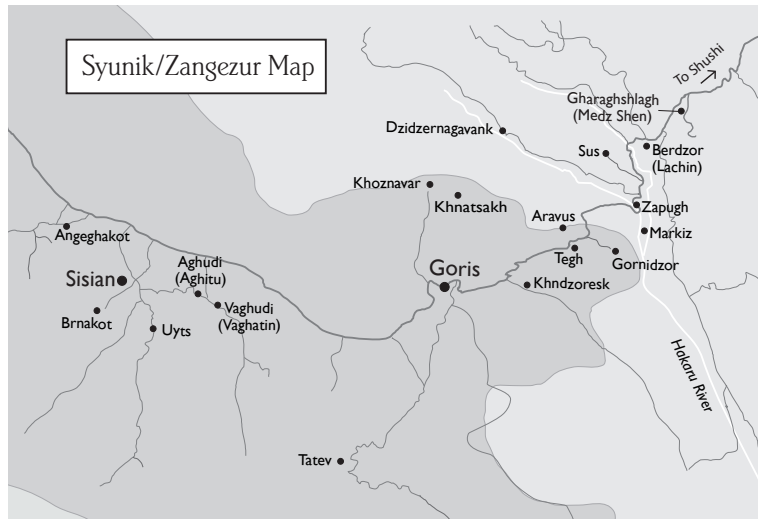 Syunik/Zangezur Map
To Shushi
Gharaghshlagh
(Medz Shen)
Dzidzernagavank
Sus
Berdzor
(Lachin)
Khoznavar
Khnatsakh
Zapugh
Aravus
Markiz
Angeghakot
Tegh
Gornidzor
Aghudi
(Aghitu)
Sisian
Goris
Khndzoresk
Vaghudi
(Vaghatin)
Brnakot
Uyts
Hakaru River
Tatev